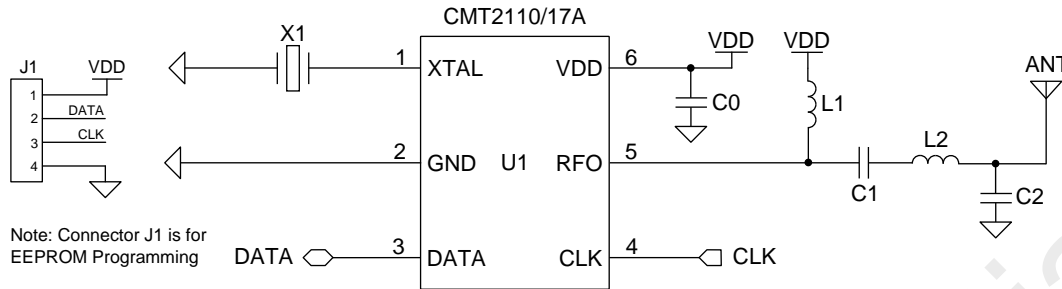 CMT2110/17A
J1
VDD
1
2
DATA
3
CLK
4
Note: Connector J1 is for
EEPROM Programming
X1
1
XTAL
VDD
6
VDD
C0
VDD
L1
ANT
2
GND
U1
RFO
5
C1
L2
C2
DATA
3
DATA
CLK
4
CLK